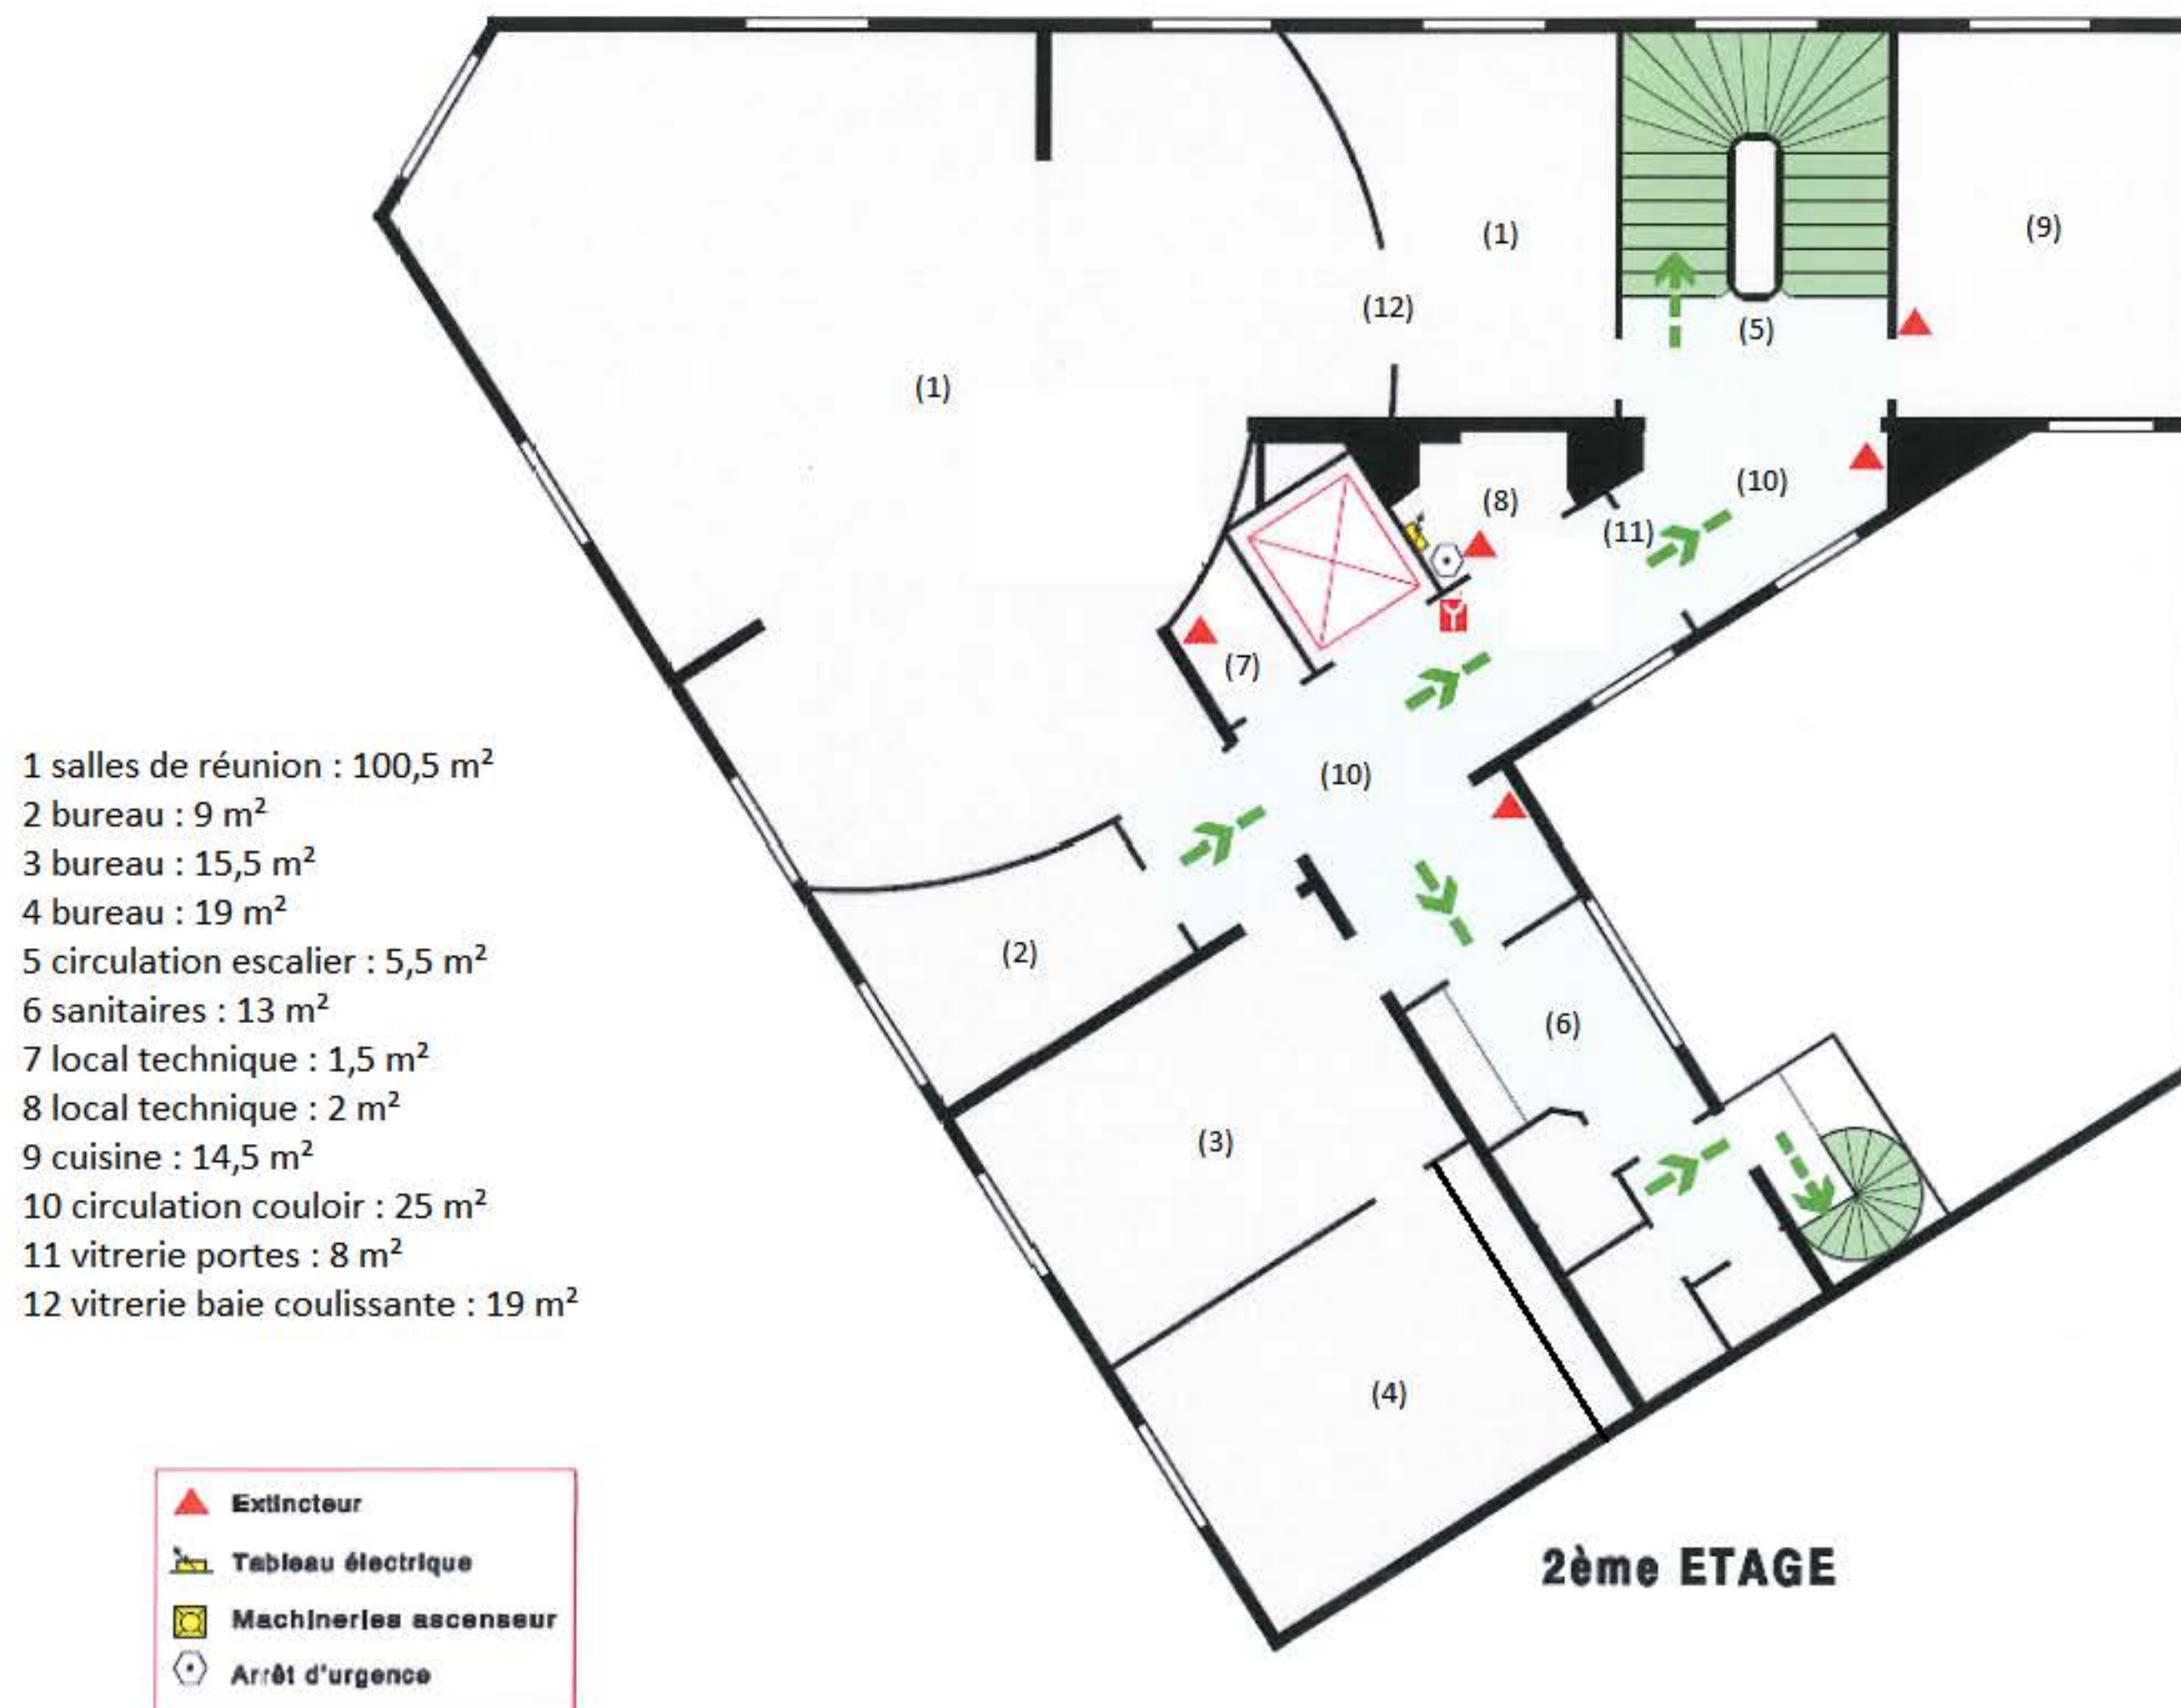 (1)
(9)
(12)
(5)
(1)
(10)
(8)
(11)
(7)
(10)
1 salles de réunion : 100,5 m²
2 bureau : 9 m²
3 bureau : 15,5 m²
4 bureau : 19 m²
5 circulation escalier : 5,5 m²
6 sanitaires : 13 m²
7 local technique : 1,5 m²
8 local technique : 2 m²
9 cuisine : 14,5 m²
10 circulation couloir : 25 m²
11 vitrerie portes : 8 m²
12 vitrerie baie coulissante : 19 m²
(2)
(6)
(3)
(4)
Extincteur
Tableau électrique
Machineries ascenseur
Arrêt d'urgence
2ème ETAGE